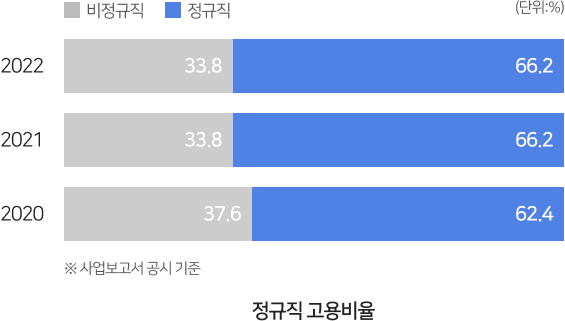 비정규직 정규직 (단위:%)
2022 33.8 66.2
2021 33.8 66.2
2020 37.6 62.4
※ 사업보고서 공시 기준
정규직 고용비율